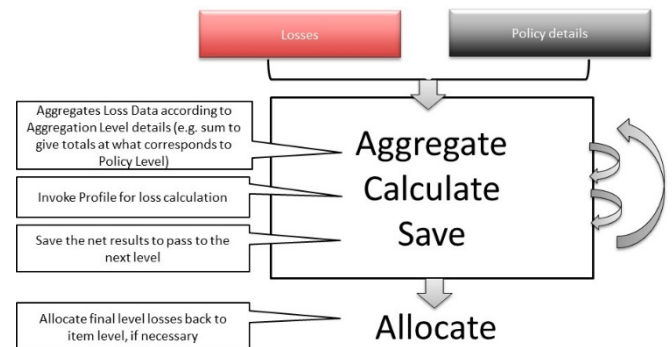 Losses
Policy details
Aggregates Loss Data according to
Aggregation Level details (e.g. sum to
give totals at what corresponds to
Policy Level)
Aggregate
Invoke Profile for loss calculation
Calculate
Save the net results to pass to the
next level
Save
Allocate final level losses back to
item level, if necessary
Allocate